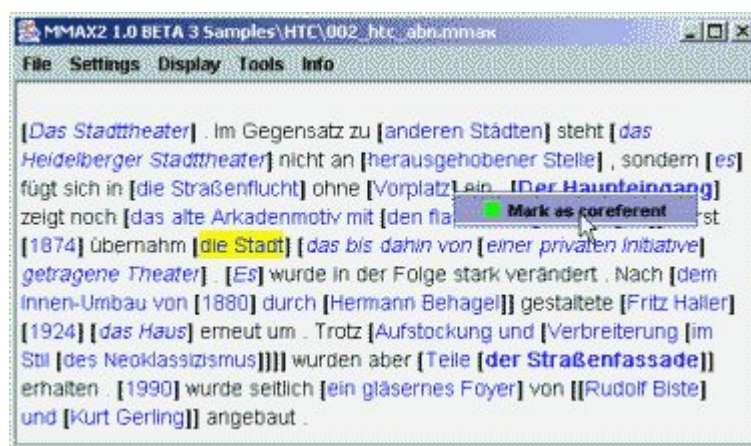 MMAX2 1.0 BETA 3 Samples\HTC\002_htc_abn.mmax
File Settings Display Tools Info
[Das Stadttheater] . Im Gegensatz zu [anderen Städten] steht [das
Heidelberger Stadttheater] nicht an [herausgehobener Stelle] , sondern [es]
fügt sich in [die Straßenflucht] ohne [Vorplatz] ein . [Der Haupteingang]
Mark as coreferent
zeigt noch [das alte Arkadenmotiv mit [den rst
[1874] übernahm [die Stadt] [das bis dahin von [einer privaten Initiative]
getragene Theater] . [Es] wurde in der Folge stark verändert . Nach [dem
Innen-Umbau von [1880] durch [Hermann Behagel]] gestaltete [Fritz Haller]
[1924] [das Haus] erneut um . Trotz [Aufstockung und [Verbreiterung [im
Stil [des Neoklassizismus]]]] wurden aber [Teile [der Straßenfassade]]
erhalten . [1990] wurde seitlich [ein gläsernes Foyer] von [[Rudolf Biste]
und [Kurt Gerling]] angebaut .